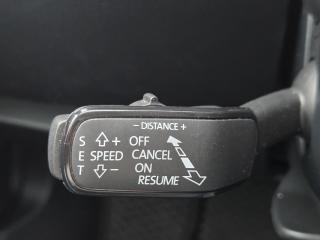 − DISTANCE +
S ⇧ + OFF
E SPEED CANCEL
T ⇩ − ON
RESUME